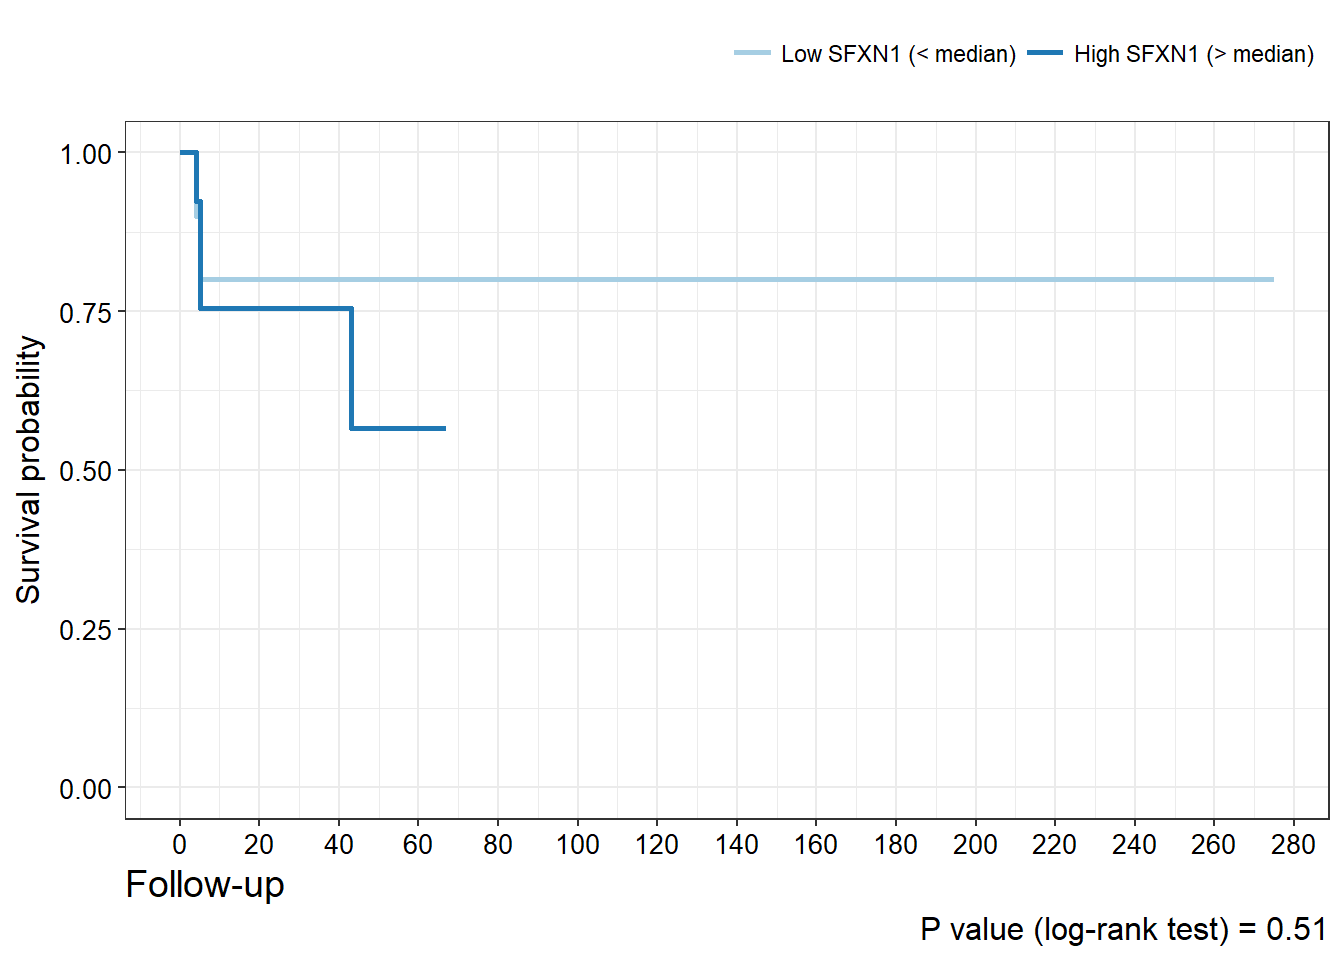 Low SFXN1 (< median) High SFXN1 (> median)
1.00
0.75
0.50
0.25
0.00
Survival probability
0 20 40 60 80 100 120 140 160 180 200 220 240 260 280
Follow-up
P value (log-rank test) = 0.51